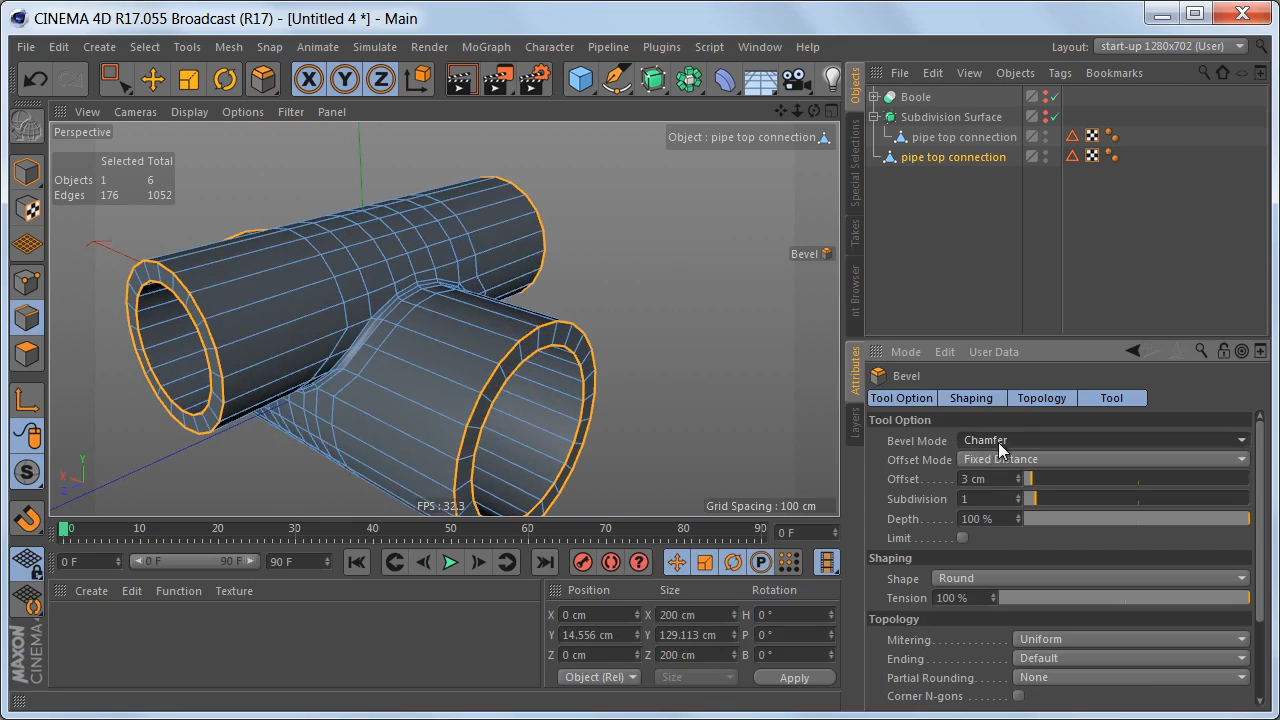 CINEMA 4D R17.055 Broadcast (R17) - [Untitled 4 *] - Main
File Edit Create Select Tools Mesh Snap Animate Simulate Render MoGraph Character Pipeline Plugins Script Window Help Layout: start-up 1280x702 (User)
X Y Z
View Cameras Display Options Filter Panel
File Edit View Objects Tags Bookmarks
Perspective
Object : pipe top connection
Selected Total
Objects 1 6
Edges 176 1052
Bevel
X
Y
Z
FPS : 32.3
Grid Spacing : 100 cm
Objects
Special Selections
Takes
nt Browser
Boole
Subdivision Surface
pipe top connection
pipe top connection
Attributes
Layers
Mode Edit User Data
Bevel
Tool Option Shaping Topology Tool
Tool Option
Bevel Mode Chamfer
Offset Mode Fixed Distance
Offset 3 cm
Subdivision 1
Depth 100 %
Limit
Shaping
Shape Round
Tension 100 %
Topology
Mitering Uniform
Ending Default
Partial Rounding None
Corner N-gons
S
0 10 20 30 40 50 60 70 80 90 0 F
0 F 0 F 90 F 90 F
P
Create Edit Function Texture
Position Size Rotation
X 0 cm X 200 cm H 0 °
Y 14.556 cm Y 129.113 cm P 0 °
Z 0 cm Z 200 cm B 0 °
Object (Rel) Size Apply
MAXON
CINEMA 4D